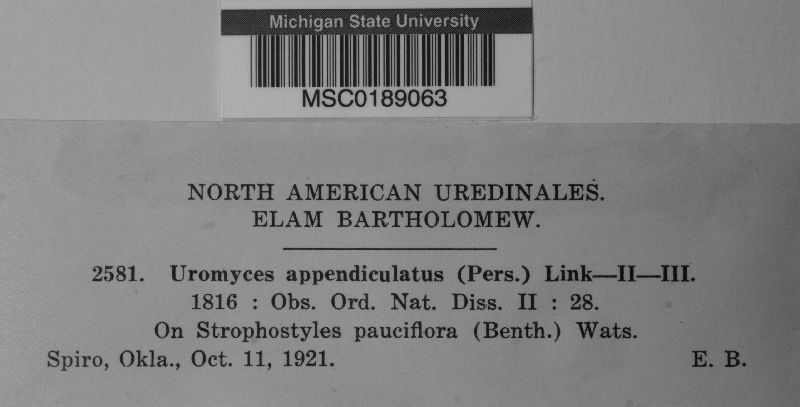 Michigan State University
MSC0189063
NORTH AMERICAN UREDINALES.
ELAM BARTHOLOMEW.
2581. Uromyces appendiculatus (Pers.) Link—II—III.
1816 : Obs. Ord. Nat. Diss. II : 28.
On Strophostyles pauciflora (Benth.) Wats.
Spiro, Okla., Oct. 11, 1921. E. B.